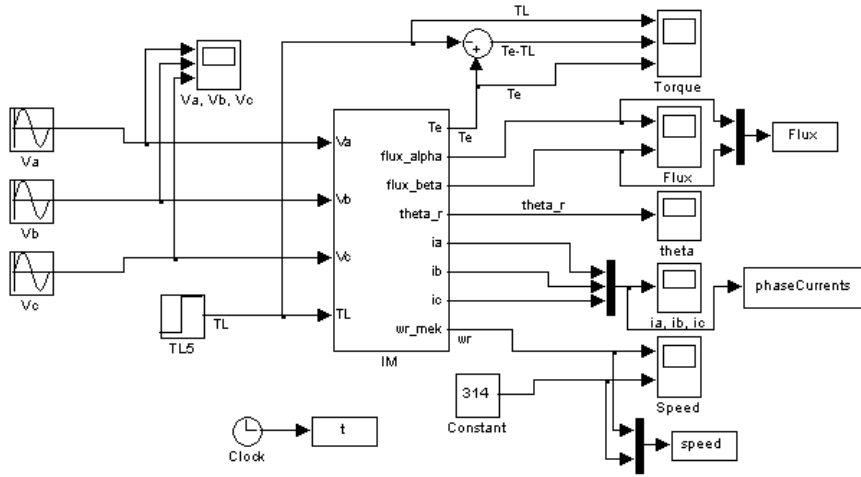 TL
Te-TL
Te
Torque
Va, Vb, Vc
Va
Vb
Vc
Va
Vb
Vc
TL
Te
flux_alpha
flux_beta
theta_r
ia
ib
ic
wr_mek
IM
Te
theta_r
wr
Flux
Flux
theta
phaseCurrents
ia, ib, ic
TL
TL5
314
Constant
Speed
speed
Clock
t